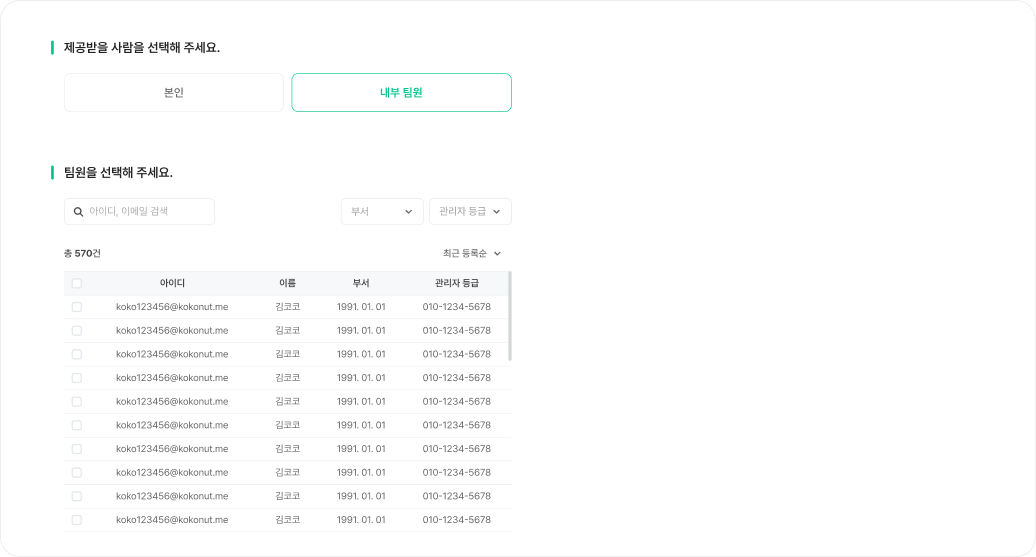 제공받을 사람을 선택해 주세요.
본인 내부 팀원
팀원을 선택해 주세요.
아이디, 이메일 검색 부서 관리자 등급
총 570건 최근 등록순
아이디 이름 부서 관리자 등급
koko123456@kokonut.me 김코코 1991. 01. 01 010-1234-5678
koko123456@kokonut.me 김코코 1991. 01. 01 010-1234-5678
koko123456@kokonut.me 김코코 1991. 01. 01 010-1234-5678
koko123456@kokonut.me 김코코 1991. 01. 01 010-1234-5678
koko123456@kokonut.me 김코코 1991. 01. 01 010-1234-5678
koko123456@kokonut.me 김코코 1991. 01. 01 010-1234-5678
koko123456@kokonut.me 김코코 1991. 01. 01 010-1234-5678
koko123456@kokonut.me 김코코 1991. 01. 01 010-1234-5678
koko123456@kokonut.me 김코코 1991. 01. 01 010-1234-5678
koko123456@kokonut.me 김코코 1991. 01. 01 010-1234-5678